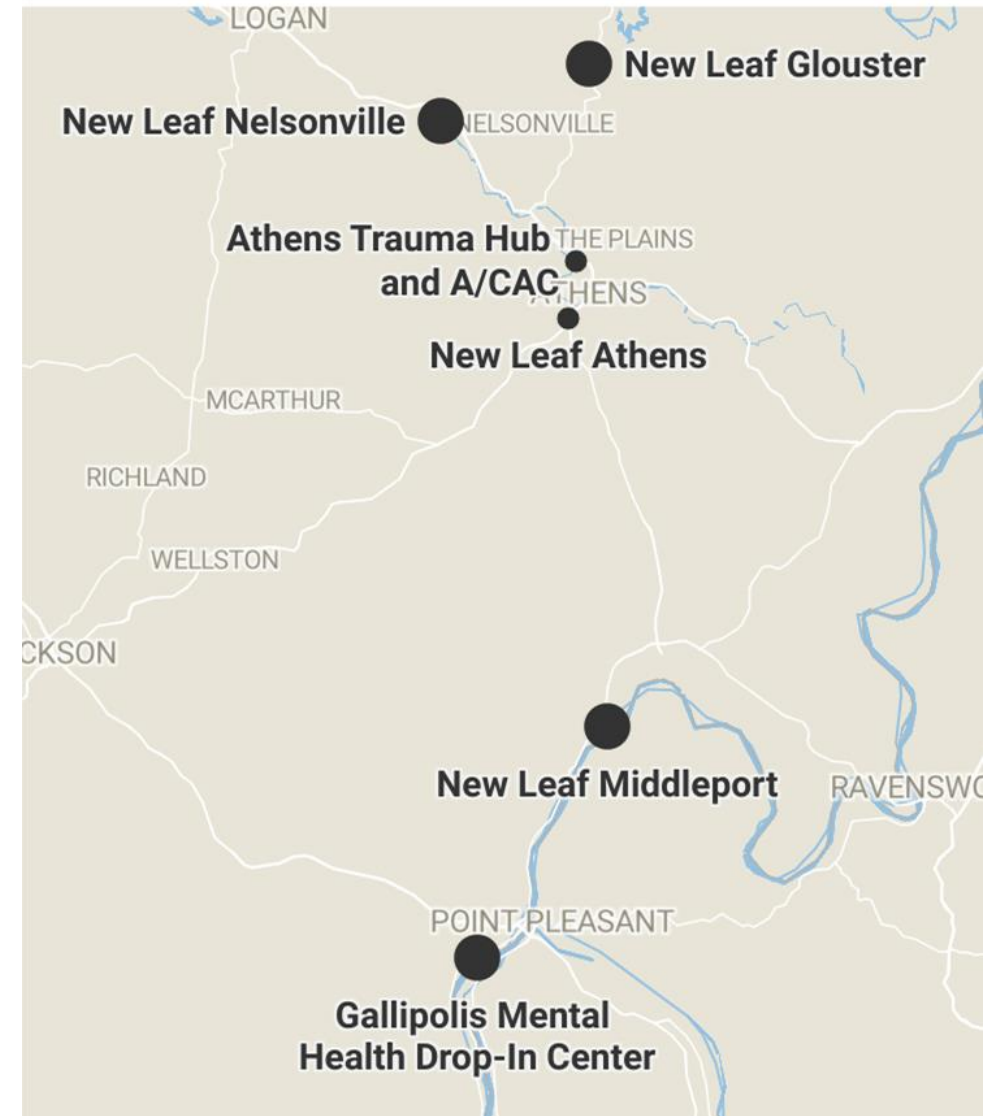 LOGAN
New Leaf Glouster
New Leaf Nelsonville
NELSONVILLE
Athens Trauma Hub
and A/CAC
THE PLAINS
ATHENS
New Leaf Athens
MCARTHUR
RICHLAND
WELLSTON
CKSON
New Leaf Middleport
RAVENSWO
POINT PLEASANT
Gallipolis Mental
Health Drop-In Center